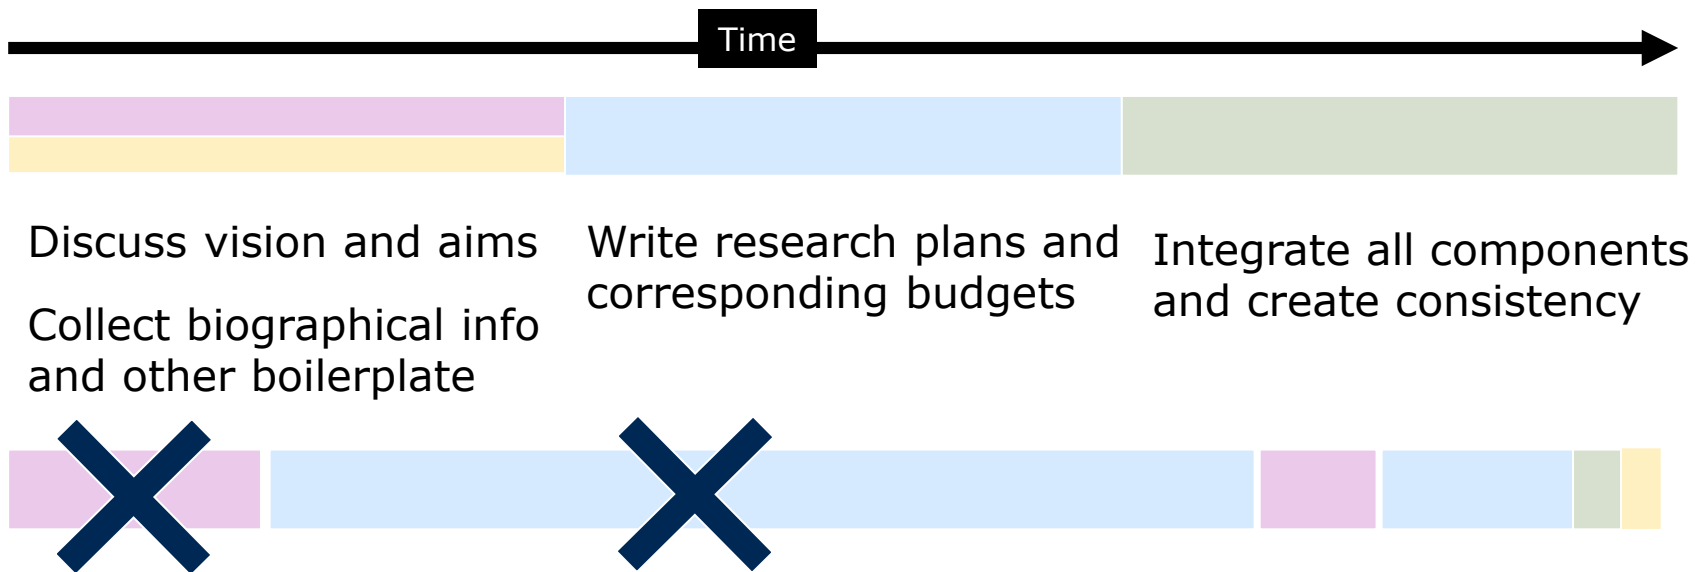 Time
Discuss vision and aims
Collect biographical info
and other boilerplate
Write research plans and
corresponding budgets
Integrate all components
and create consistency